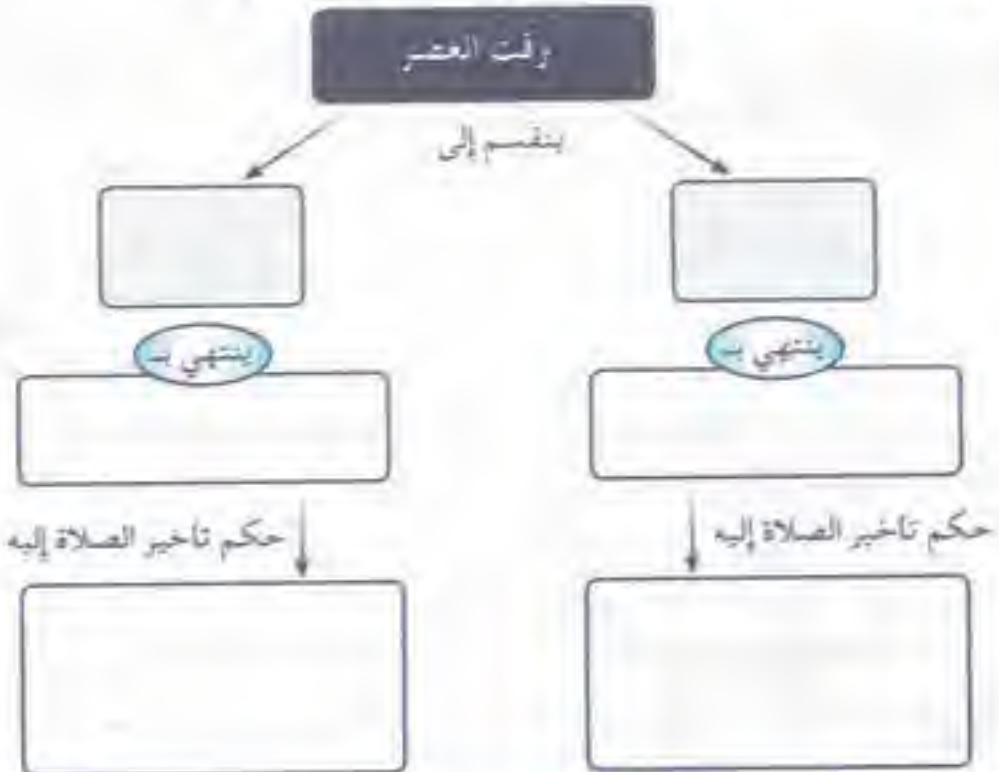 وقت العصر
ينقسم إلى
ينتهي بـ
ينتهي بـ
حكم تأخير الصلاة إليه
حكم تأخير الصلاة إليه